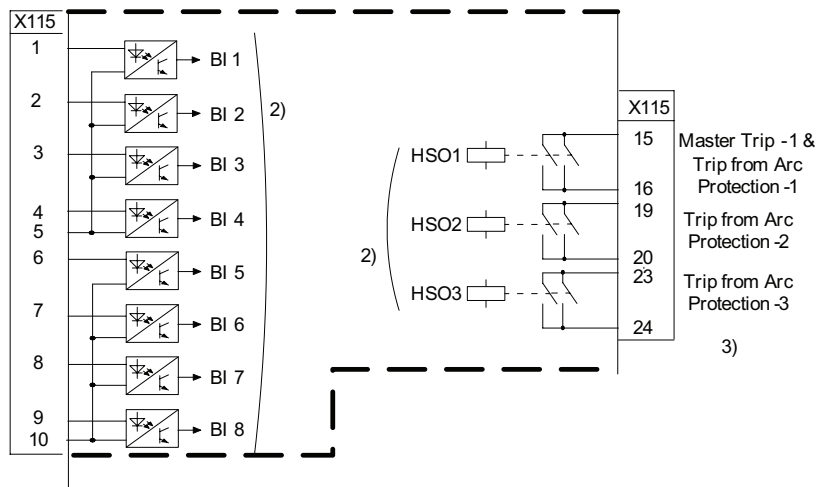 X115
1
BI 1
2
BI 2
2)
3
BI 3
4
BI 4
5
6
BI 5
7
BI 6
8
BI 7
9
BI 8
10
2)
HSO1
HSO2
HSO3
X115
15
16
19
20
23
24
Master Trip -1 &
Trip from Arc
Protection -1
Trip from Arc
Protection -2
Trip from Arc
Protection -3
3)